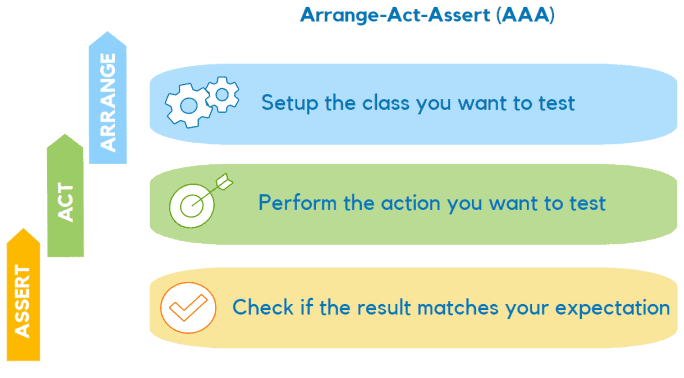 Arrange-Act-Assert (AAA)
ARRANGE
Setup the class you want to test
ACT
Perform the action you want to test
ASSERT
Check if the result matches your expectation